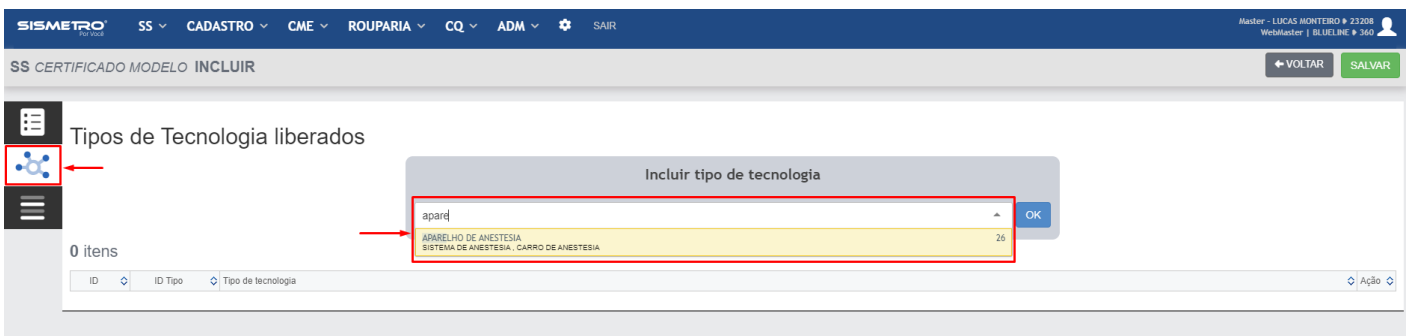 SISMETRO®
Por Você
SS CADASTRO CME ROUPARIA CQ ADM SAIR
Master - LUCAS MONTEIRO 23208
WebMaster | BLUELINE 360
SS CERTIFICADO MODELO INCLUIR
VOLTAR SALVAR
Tipos de Tecnologia liberados
Incluir tipo de tecnologia
apare OK
APARELHO DE ANESTESIA 26
SISTEMA DE ANESTESIA , CARRO DE ANESTESIA
0 itens
ID ID Tipo Tipo de tecnologia Ação